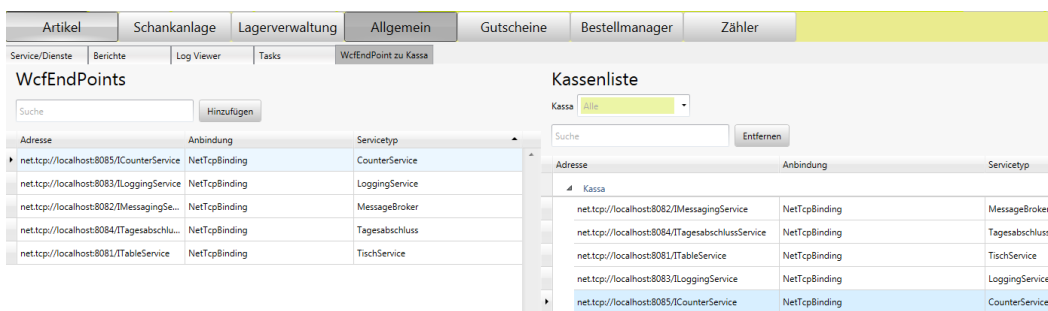 Artikel Schankanlage Lagerverwaltung Allgemein Gutscheine Bestellmanager Zähler
Service/Dienste Berichte Log Viewer Tasks WcfEndPoint zu Kassa
WcfEndPoints
Suche Hinzufügen
Adresse Anbindung Servicetyp
net.tcp://localhost:8085/ICounterService NetTcpBinding CounterService
net.tcp://localhost:8083/ILoggingService NetTcpBinding LoggingService
net.tcp://localhost:8082/IMessagingSe... NetTcpBinding MessageBroker
net.tcp://localhost:8084/ITagesabschlu... NetTcpBinding Tagesabschluss
net.tcp://localhost:8081/ITableService NetTcpBinding TischService
Kassenliste
Kassa Alle
Suche Entfernen
Adresse Anbindung Servicetyp
Kassa
net.tcp://localhost:8082/IMessagingService NetTcpBinding MessageBroker
net.tcp://localhost:8084/ITagesabschlussService NetTcpBinding Tagesabschluss
net.tcp://localhost:8081/ITableService NetTcpBinding TischService
net.tcp://localhost:8083/ILoggingService NetTcpBinding LoggingService
net.tcp://localhost:8085/ICounterService NetTcpBinding CounterService